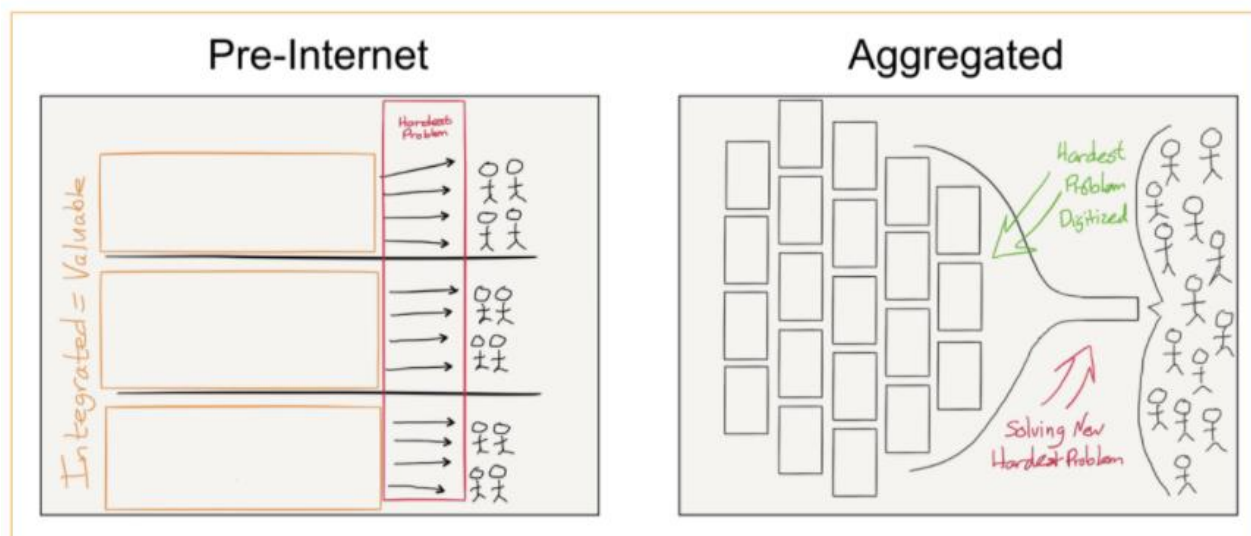 Pre-Internet
Aggregated
Integrated = Valuable
Hardest
Problem
Hardest
Problem
Digitized
Solving New
Hardest Problem